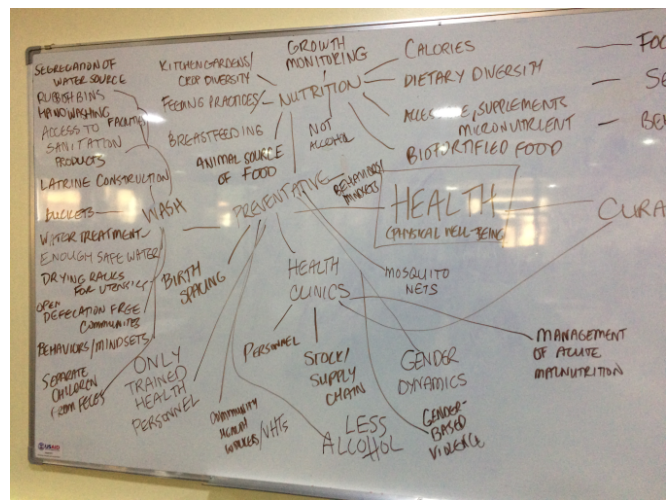 SEGREGATION OF
WATER SOURCE
RUBBISH BINS
HANDWASHING
FACILITIES
ACCESS TO
SANITATION
PRODUCTS
LATRINE CONSTRUCTION
BUCKETS
WATER TREATMENT
ENOUGH SAFE WATER
DRYING RACKS
FOR UTENSILS
OPEN
DEFECATION FREE
COMMUNITIES
BEHAVIORS/MINDSETS
SEPARATE
CHILDREN
FROM FECES
WASH
KITCHEN GARDENS/
CROP DIVERSITY
FEEDING PRACTICES
BREASTFEEDING
ANIMAL SOURCE
OF FOOD
GROWTH
MONITORING
NUTRITION
NOT
ALCOHOL
CALORIES
DIETARY DIVERSITY
SUPPLEMENTS
MICRONUTRIENT
BIOFORTIFIED FOOD
FOO
SE
BEH
PREVENTATIVE
BEHAVIORS/
MINDSETS
HEALTH
(PHYSICAL WELL-BEING)
CURA
BIRTH
SPACING
HEALTH
CLINICS
MOSQUITO
NETS
PERSONNEL
STOCK/
SUPPLY
CHAIN
GENDER
DYNAMICS
MANAGEMENT
OF ACUTE
MALNUTRITION
ONLY
TRAINED
HEALTH
PERSONNEL
COMMUNITY
HEALTH
WORKERS/VHTs
LESS
ALCOHOL
GENDER-
BASED
VIOLENCE
USAID